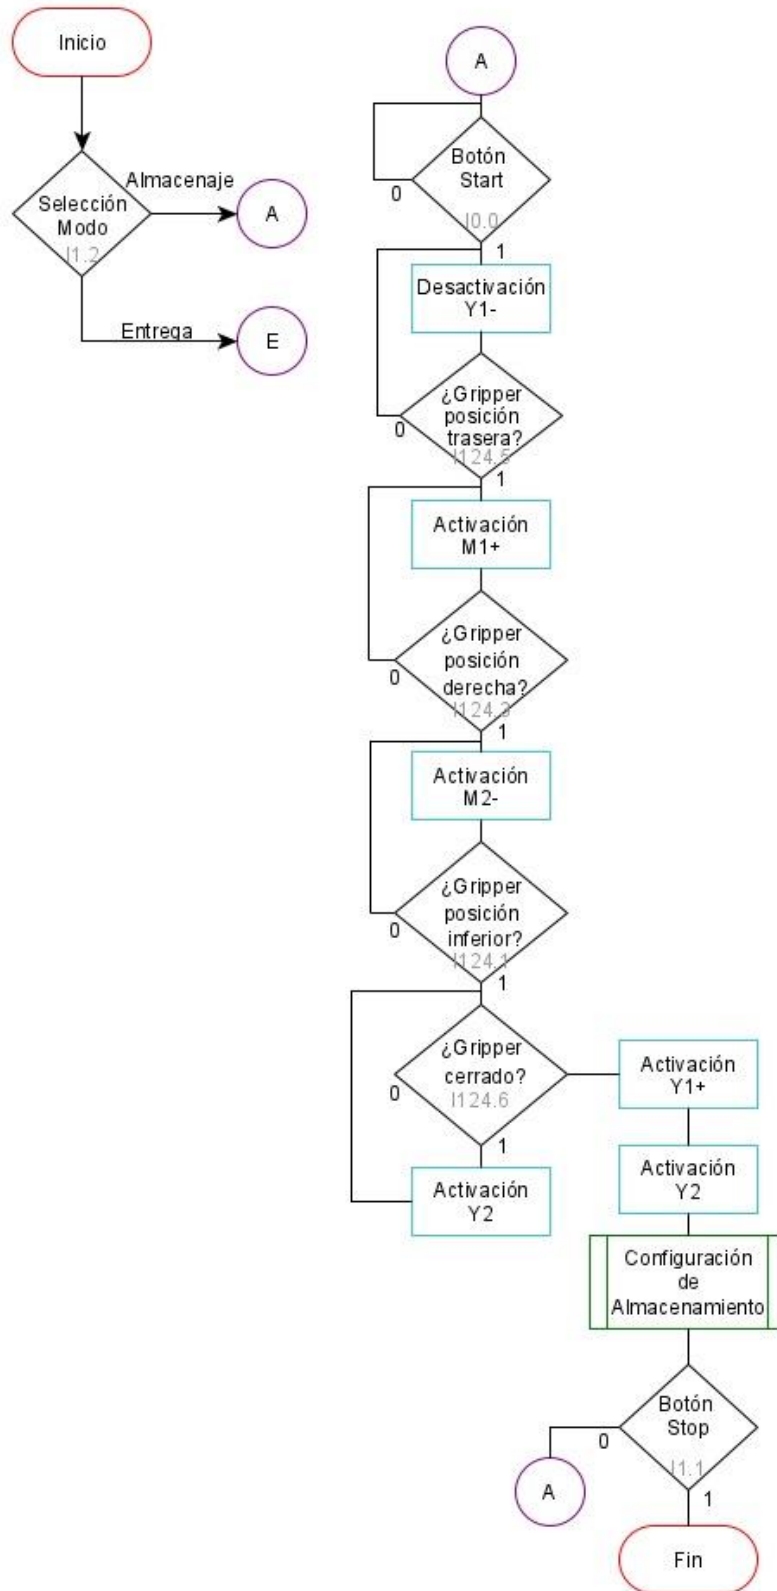 Inicio
Selección
Modo
I1.2
Almacenaje
A
Entrega
E
A
Botón
Start
I0.0
0
1
Desactivación
Y1-
¿Gripper
posición
trasera?
I124.5
0
1
Activación
M1+
¿Gripper
posición
derecha?
I124.3
0
1
Activación
M2-
¿Gripper
posición
inferior?
I124.1
0
1
¿Gripper
cerrado?
I124.6
0
1
Activación
Y2
Activación
Y1+
Activación
Y2
Configuración
de
Almacenamiento
Botón
Stop
I1.1
0
1
A
Fin